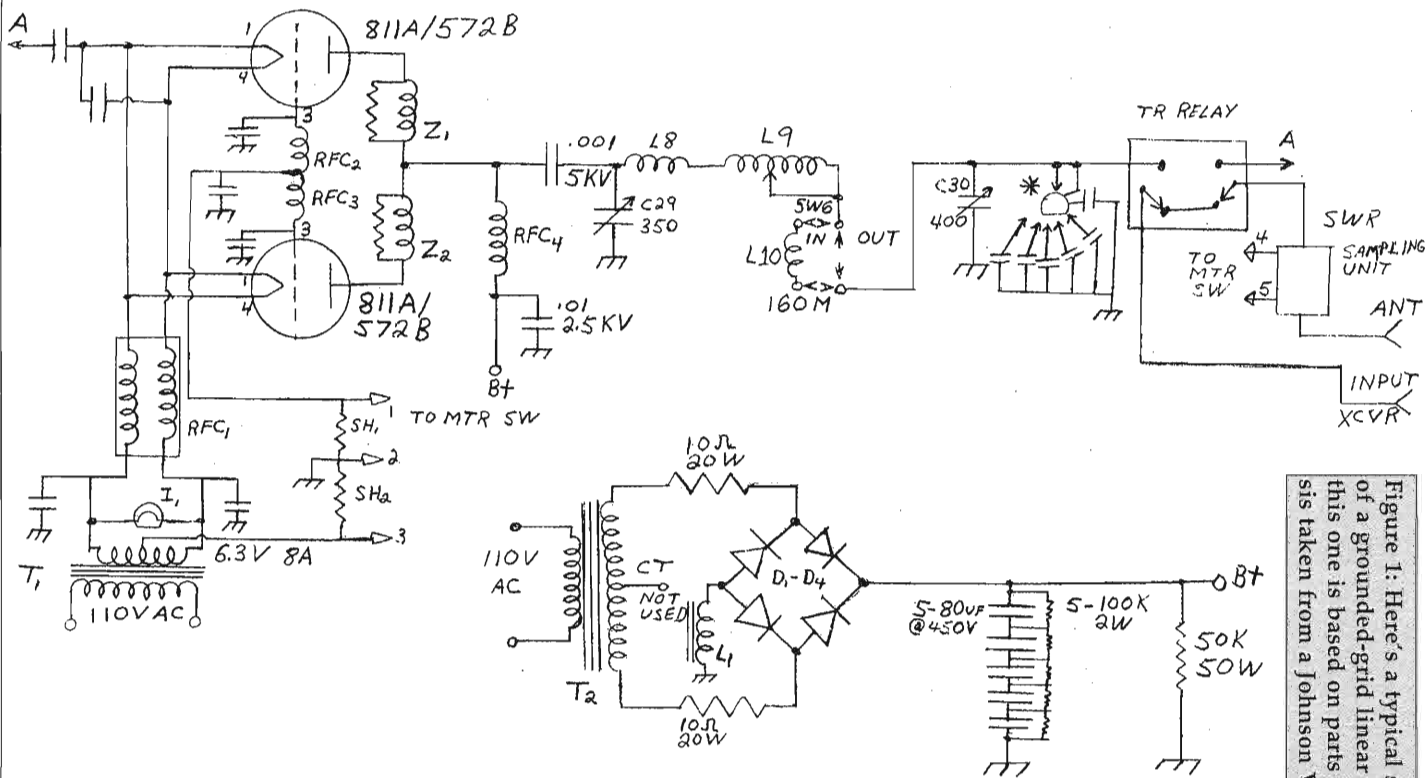 A
811A/572B
1
4
3
Z₁
RFC₂
RFC₃
3
1
4
Z₂
811A/
572B
RFC₄
.001
5KV
L8
L9
C29
350
SW6
IN
OUT
L10
160M
.01
2.5KV
B+
C30
400
*
TR RELAY
A
SWR
SAMPLING
UNIT
4
TO
MTR
SW
5
ANT
INPUT
XCVR
RFC₁
1
TO MTR SW
SH₁
2
SH₂
3
I₁
6.3V 8A
T₁
110VAC
110V
AC
T₂
CT
NOT
USED
L₁
10Ω
20W
D₁-D₄
10Ω
20W
5-80UF
@450V
5-100K
2W
B+
50K
50W
Figure 1: Here's a typical
of a grounded-grid linear
this one is based on parts
sis taken from a Johnson